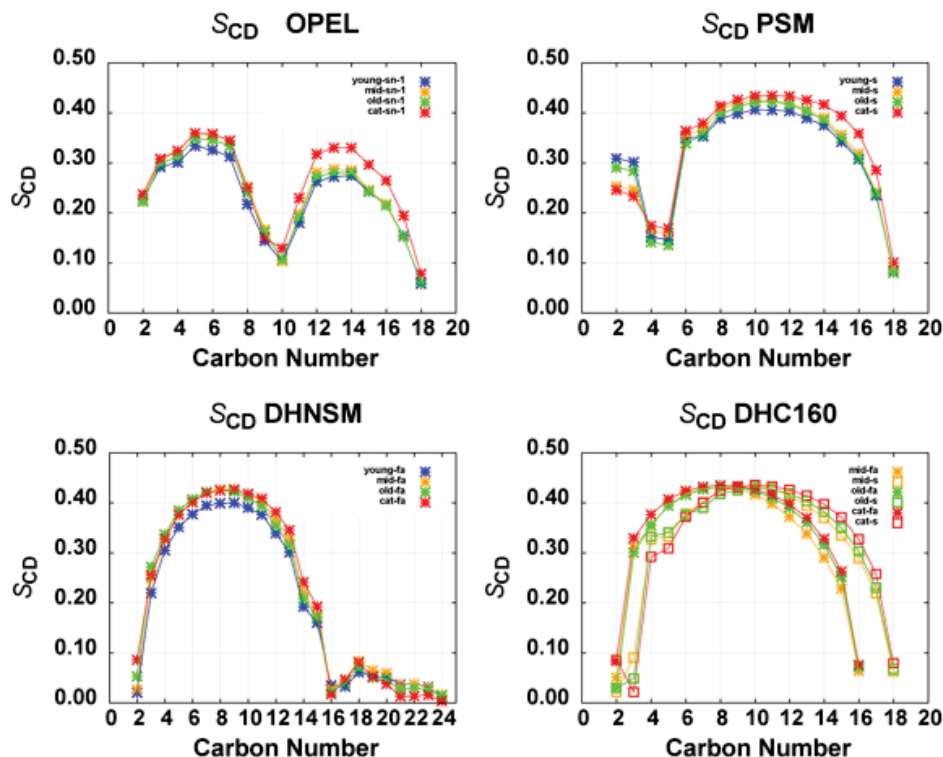 SCD OPEL
0.50
0.40
0.30
0.20
0.10
0.00
SCD
young-sn-1
mid-sn-1
old-sn-1
cat-sn-1
0 2 4 6 8 10 12 14 16 18 20
Carbon Number
SCD PSM
0.50
0.40
0.30
0.20
0.10
0.00
SCD
young-s
mid-s
old-s
cat-s
0 2 4 6 8 10 12 14 16 18 20
Carbon Number
SCD DHNSM
0.50
0.40
0.30
0.20
0.10
0.00
SCD
young-fa
mid-fa
old-fa
cat-fa
0 2 4 6 8 10 12 14 16 18 20 22 24
Carbon Number
SCD DHC160
0.50
0.40
0.30
0.20
0.10
0.00
SCD
mid-fa
mid-s
old-fa
old-s
cat-fa
cat-s
0 2 4 6 8 10 12 14 16 18 20
Carbon Number